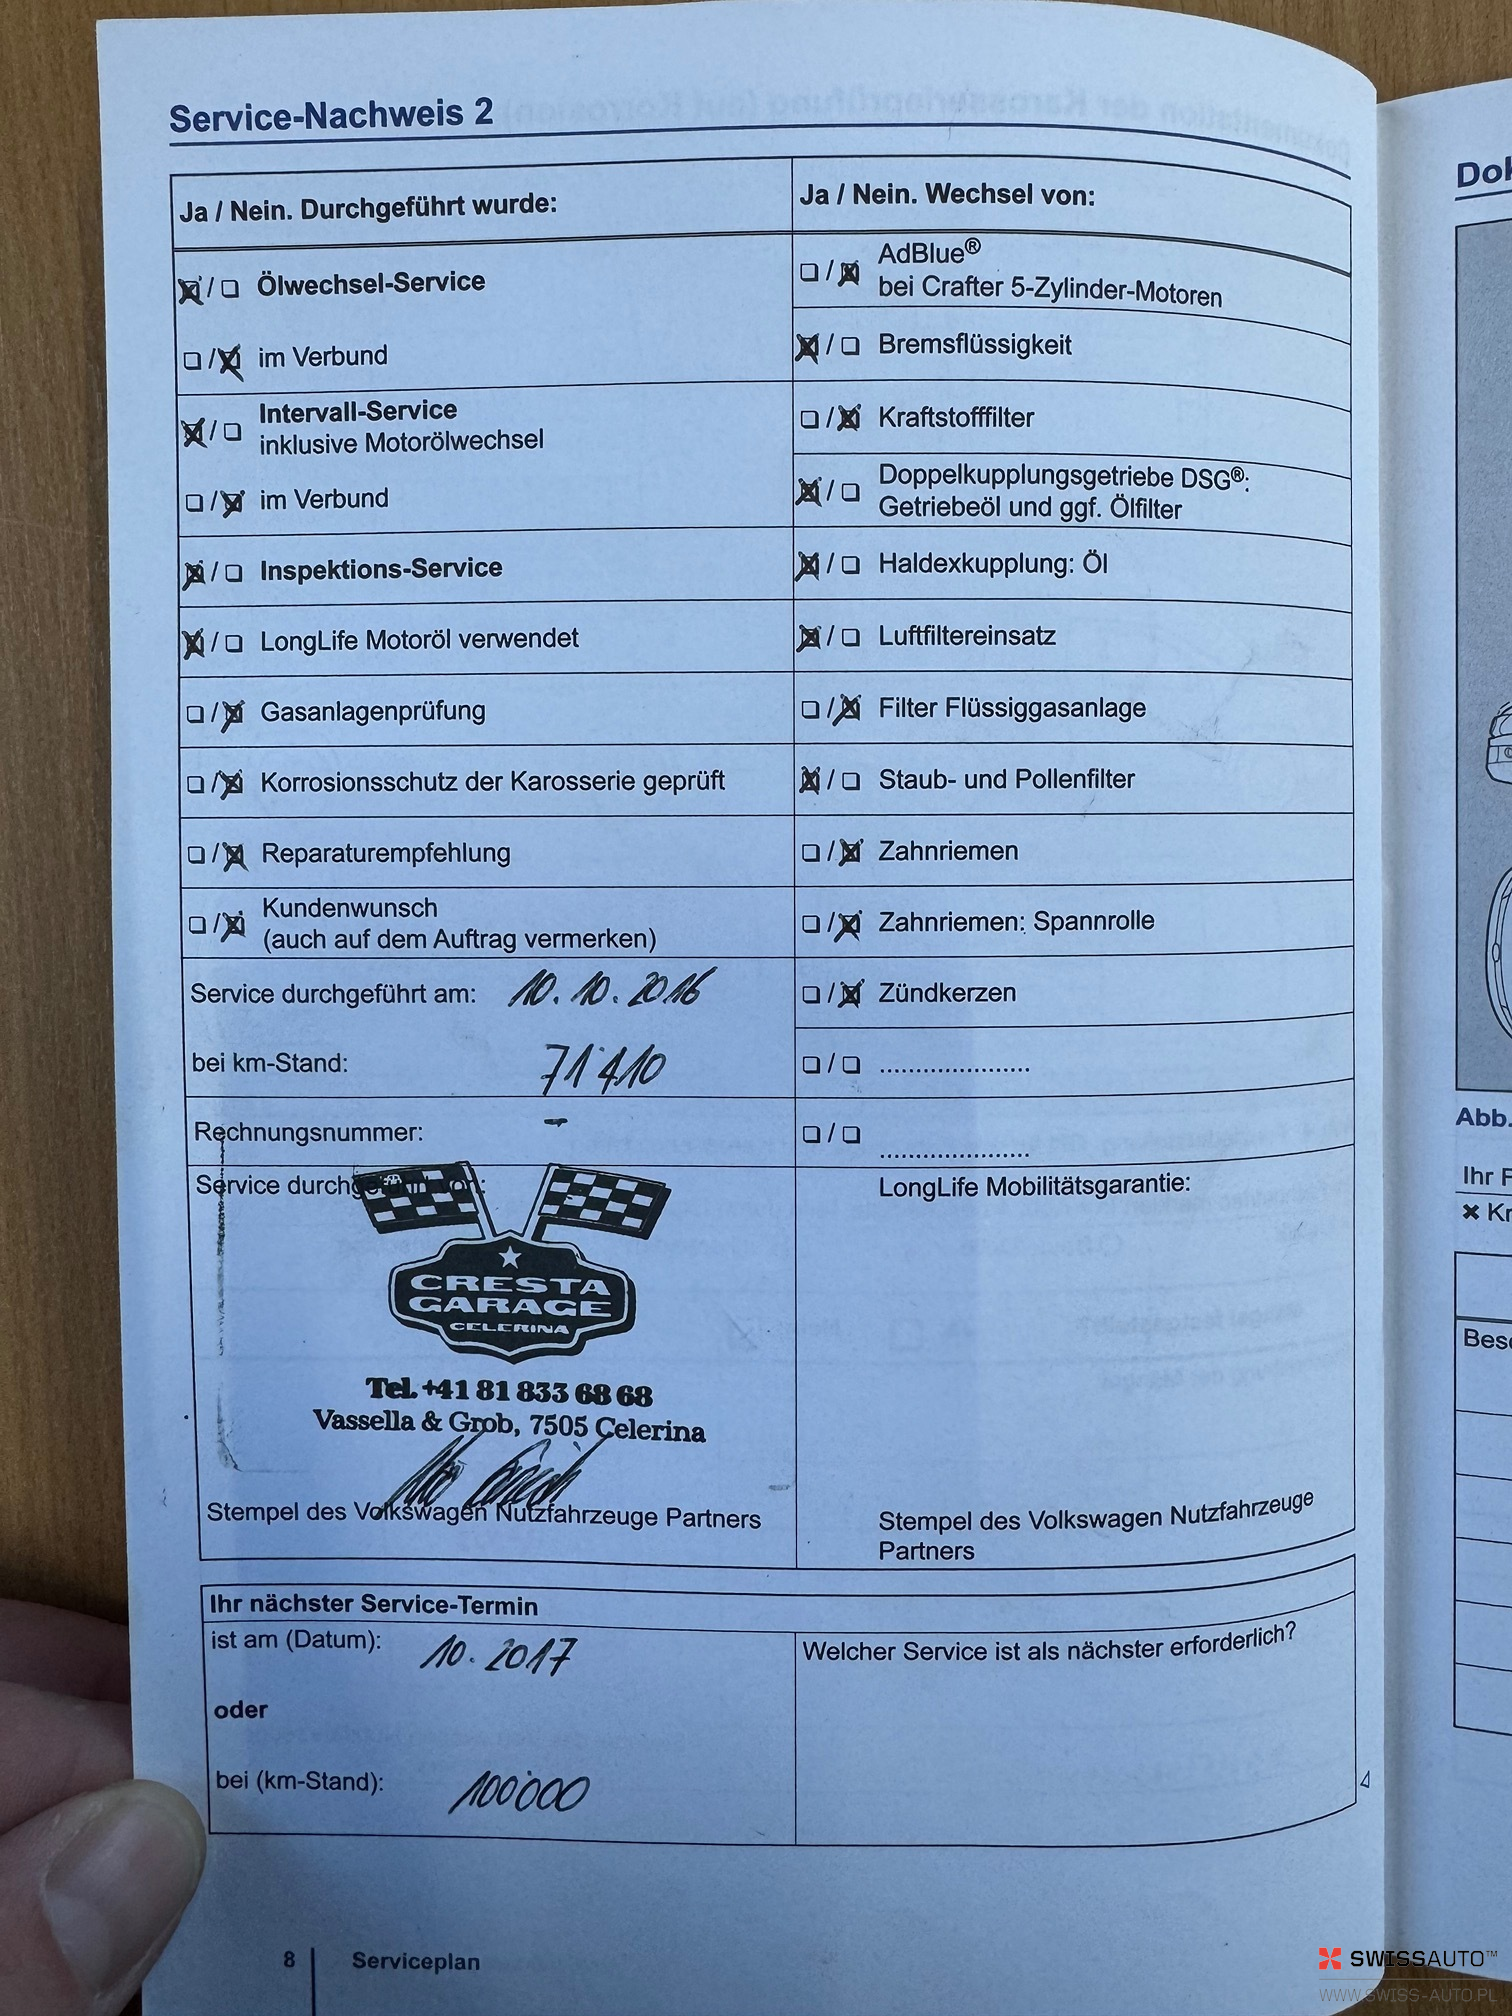 Service-Nachweis 2
Ja / Nein. Durchgeführt wurde:
☒ / ☐ Ölwechsel-Service
☐ / ☒ im Verbund
☒ / ☐ Intervall-Service
inklusive Motorölwechsel
☐ / ☒ im Verbund
☒ / ☐ Inspektions-Service
☒ / ☐ LongLife Motoröl verwendet
☐ / ☒ Gasanlagenprüfung
☐ / ☒ Korrosionsschutz der Karosserie geprüft
☐ / ☒ Reparaturempfehlung
☐ / ☒ Kundenwunsch
(auch auf dem Auftrag vermerken)
Service durchgeführt am: 10.10.2016
bei km-Stand: 71'410
Rechnungsnummer: -
Service durchgeführt von:
CRESTA
GARAGE
CELERINA
Tel. +41 81 833 68 68
Vassella & Grob, 7505 Celerina
Stempel des Volkswagen Nutzfahrzeuge Partners
Ja / Nein. Wechsel von:
☐ / ☒ AdBlue®
bei Crafter 5-Zylinder-Motoren
☒ / ☐ Bremsflüssigkeit
☐ / ☒ Kraftstofffilter
☒ / ☐ Doppelkupplungsgetriebe DSG®:
Getriebeöl und ggf. Ölfilter
☒ / ☐ Haldexkupplung: Öl
☒ / ☐ Luftfiltereinsatz
☐ / ☒ Filter Flüssiggasanlage
☒ / ☐ Staub- und Pollenfilter
☐ / ☒ Zahnriemen
☐ / ☒ Zahnriemen: Spannrolle
☐ / ☒ Zündkerzen
☐ / ☐ .....................
☐ / ☐ .....................
LongLife Mobilitätsgarantie:
Stempel des Volkswagen Nutzfahrzeuge
Partners
Ihr nächster Service-Termin
ist am (Datum): 10.2017
oder
bei (km-Stand): 100'000
Welcher Service ist als nächster erforderlich?
8 Serviceplan
Abb.
SWISSAUTO™
WWW.SWISS-AUTO.PL